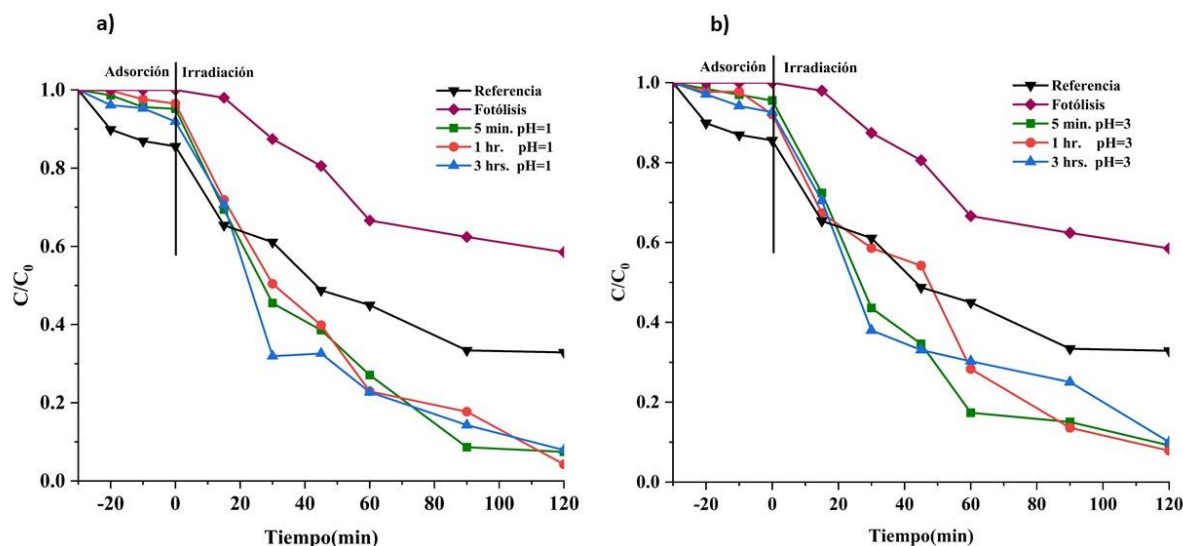 a)
Adsorción Irradiación
Referencia
Fotólisis
5 min. pH=1
1 hr. pH=1
3 hrs. pH=1
1.0
0.8
0.6
0.4
0.2
0.0
C/C0
-20 0 20 40 60 80 100 120
Tiempo(min)
b)
Adsorción Irradiación
Referencia
Fotólisis
5 min. pH=3
1 hr. pH=3
3 hrs. pH=3
1.0
0.8
0.6
0.4
0.2
0.0
C/C0
-20 0 20 40 60 80 100 120
Tiempo(min)